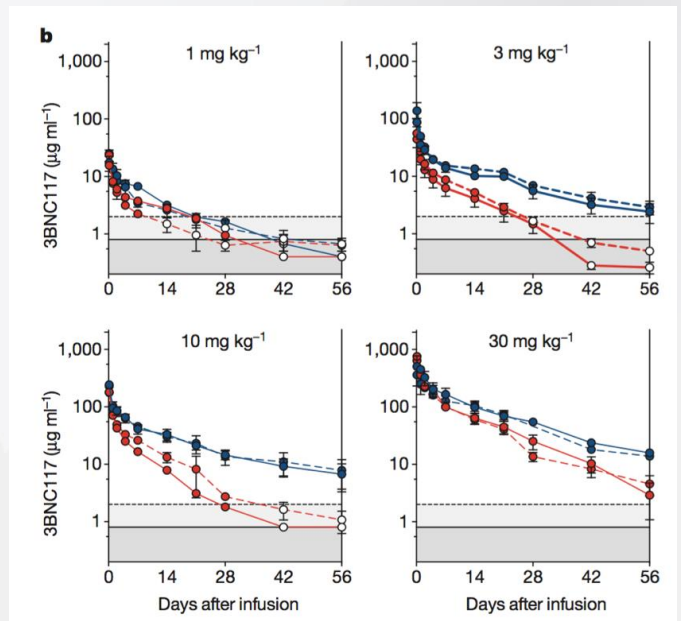 b
1 mg kg⁻¹
3 mg kg⁻¹
3BNC117 (µg ml⁻¹)
1,000
100
10
1
0 14 28 42 56
1,000
100
10
1
0 14 28 42 56
10 mg kg⁻¹
30 mg kg⁻¹
3BNC117 (µg ml⁻¹)
1,000
100
10
1
0 14 28 42 56
Days after infusion
1,000
100
10
1
0 14 28 42 56
Days after infusion